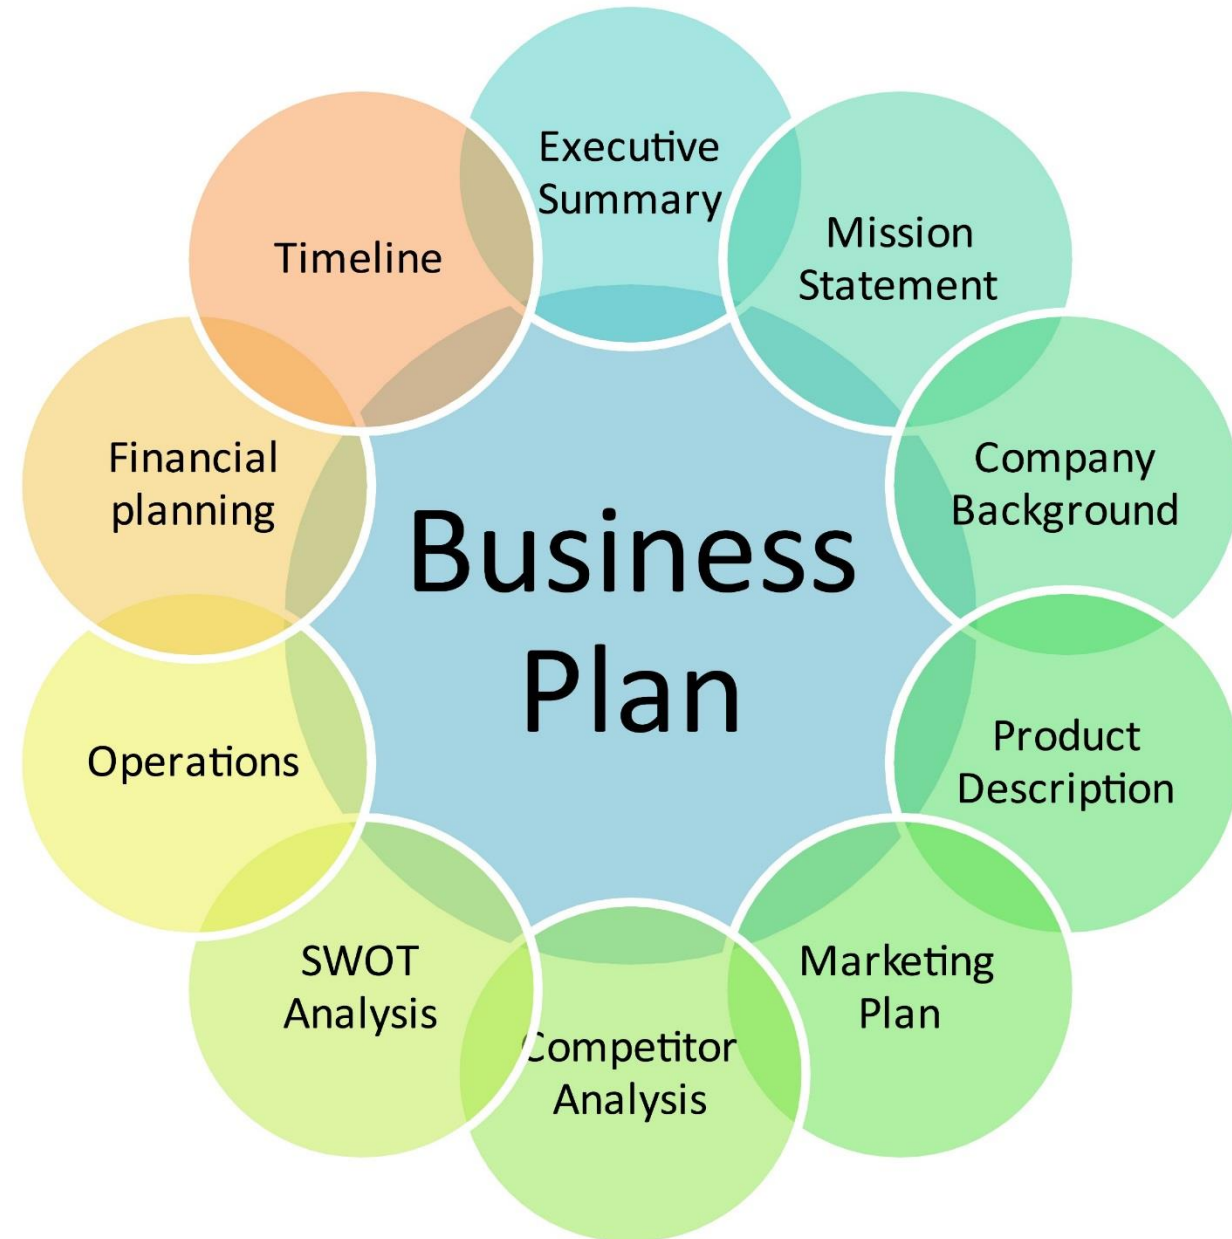 Executive
Summary
Mission
Statement
Company
Background
Product
Description
Marketing
Plan
Competitor
Analysis
SWOT
Analysis
Operations
Financial
planning
Timeline
Business
Plan